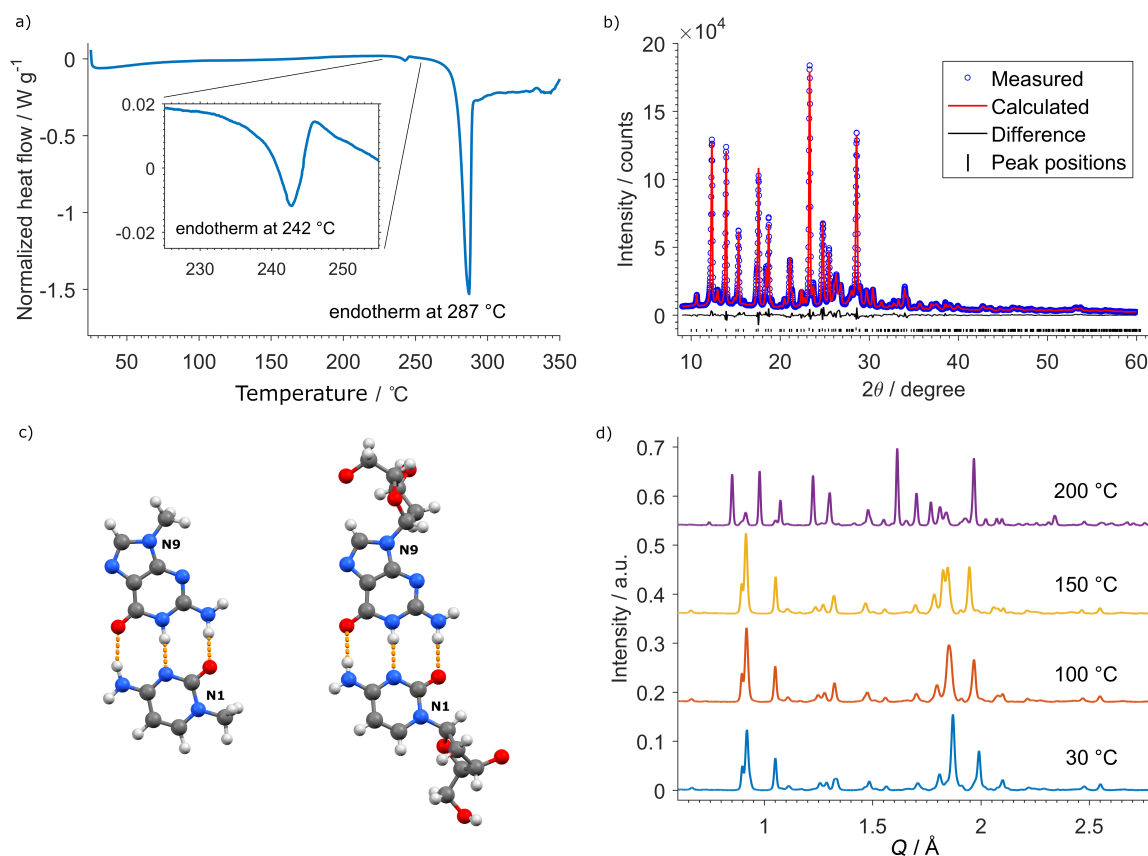 a)
Normalized heat flow / W g⁻¹
0
-0.5
-1
-1.5
0.02
0
-0.02
230
240
250
endotherm at 242 °C
endotherm at 287 °C
50
100
150
200
250
300
350
Temperature / °C
b)
×10⁴
Intensity / counts
20
15
10
5
0
Measured
Calculated
Difference
Peak positions
10
20
30
40
50
60
2θ / degree
c)
N9
N1
N9
N1
d)
Intensity / a.u.
0.7
0.6
0.5
0.4
0.3
0.2
0.1
0
200 °C
150 °C
100 °C
30 °C
1
1.5
2
2.5
Q / Å